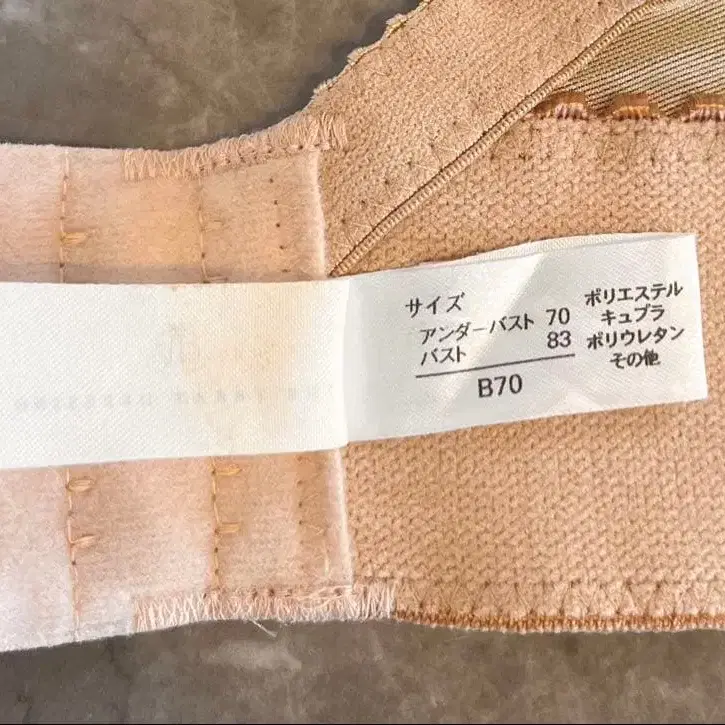 サイズ
アンダーバスト 70
バスト 83
B70
ポリエステル
キュプラ
ポリウレタン
その他